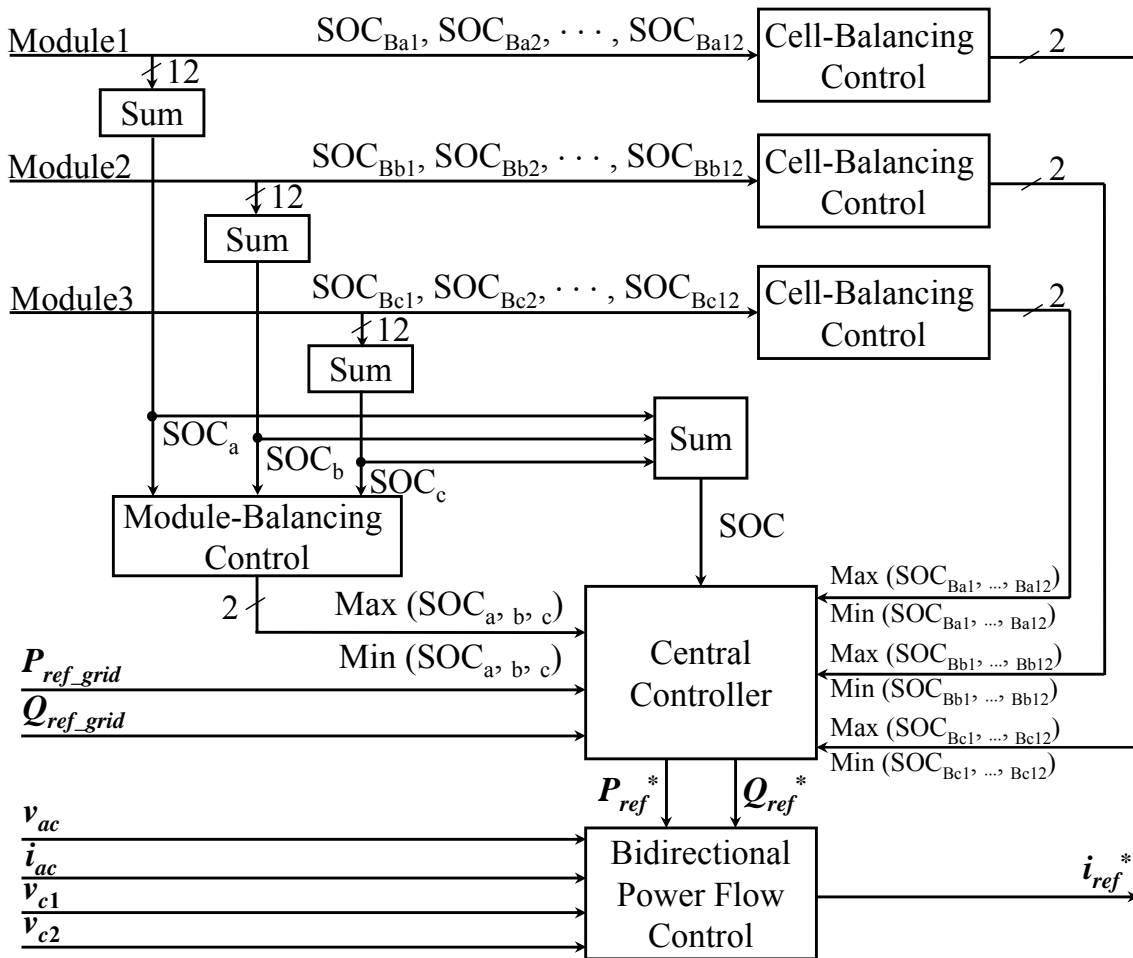 Module1
SOC_Ba1, SOC_Ba2, · · · , SOC_Ba12
Cell-Balancing
Control
2
12
Sum
Module2
SOC_Bb1, SOC_Bb2, · · · , SOC_Bb12
Cell-Balancing
Control
2
12
Sum
Module3
SOC_Bc1, SOC_Bc2, · · · , SOC_Bc12
Cell-Balancing
Control
2
12
Sum
SOC_a
SOC_b
SOC_c
Sum
Module-Balancing
Control
SOC
2
Max (SOC_a, b, c)
Min (SOC_a, b, c)
P_ref_grid
Q_ref_grid
Central
Controller
Max (SOC_Ba1, ..., Ba12)
Min (SOC_Ba1, ..., Ba12)
Max (SOC_Bb1, ..., Bb12)
Min (SOC_Bb1, ..., Bb12)
Max (SOC_Bc1, ..., Bc12)
Min (SOC_Bc1, ..., Bc12)
P_ref*
Q_ref*
v_ac
i_ac
v_c1
v_c2
Bidirectional
Power Flow
Control
i_ref*